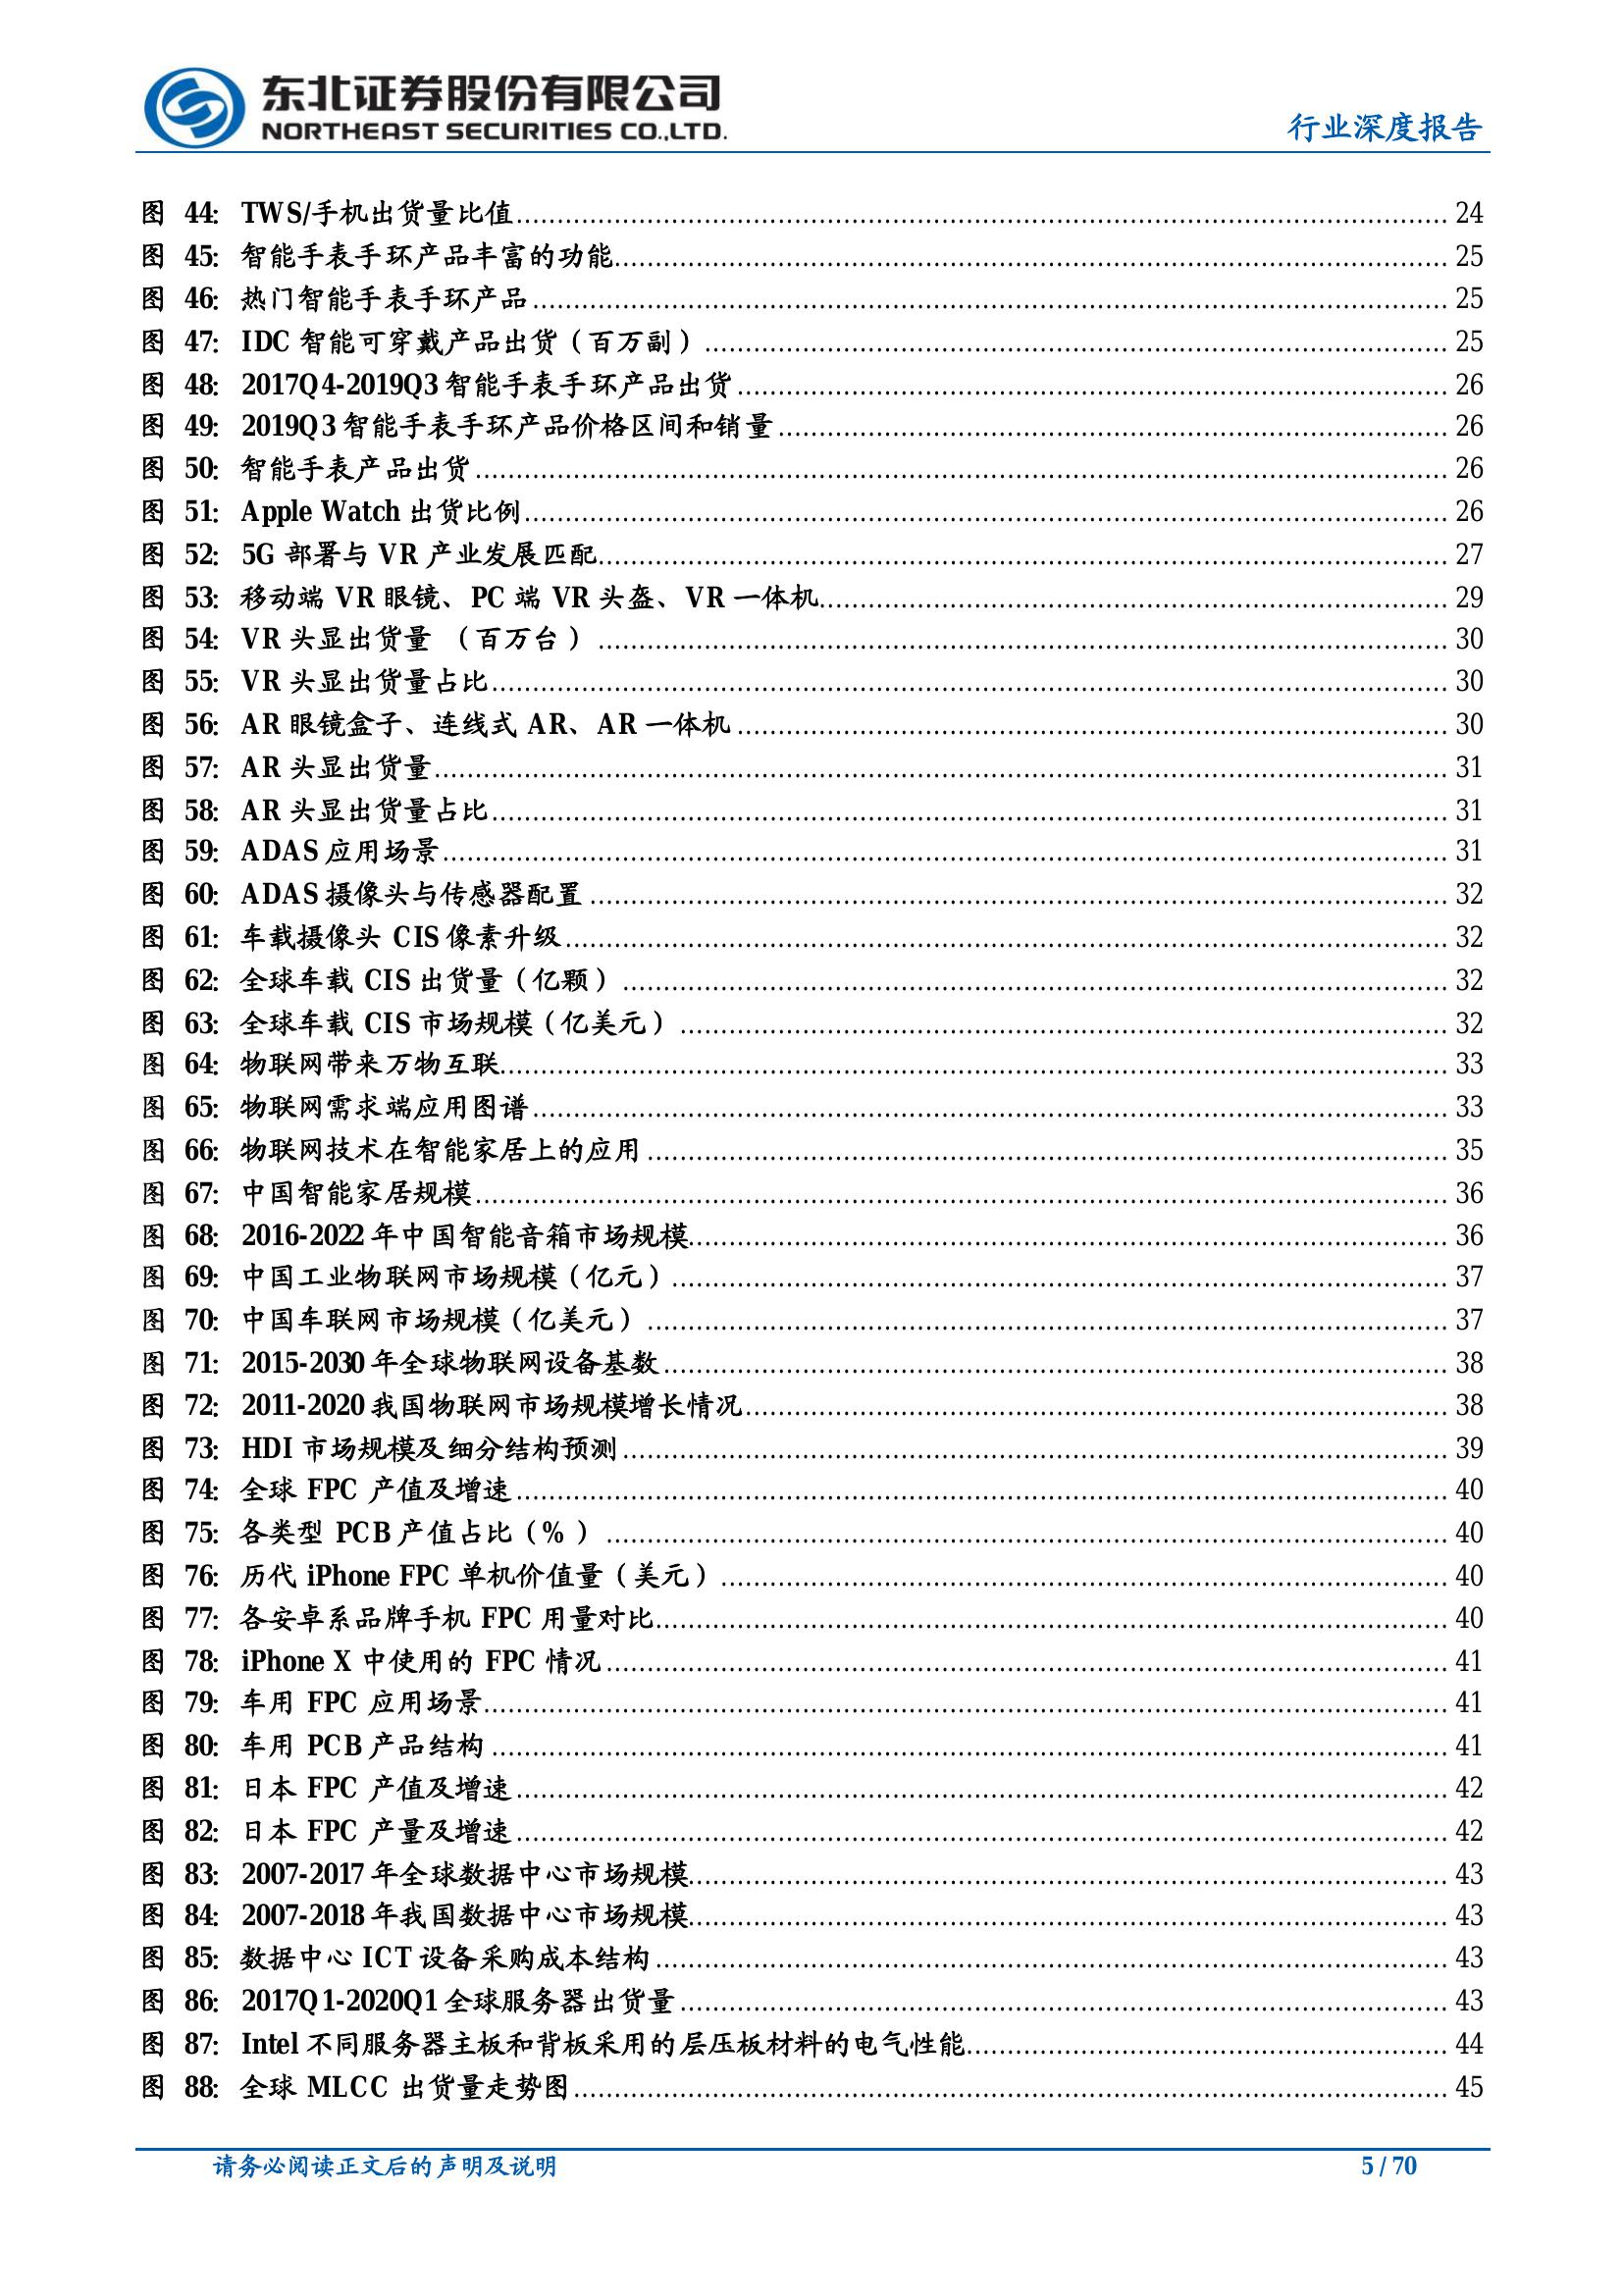 东北证券股份有限公司
NORTHEAST SECURITIES CO.,LTD.
行业深度报告
图 44: TWS/手机出货量比值 24
图 45: 智能手表手环产品丰富的功能 25
图 46: 热门智能手表手环产品 25
图 47: IDC 智能可穿戴产品出货（百万副） 25
图 48: 2017Q4-2019Q3 智能手表手环产品出货 26
图 49: 2019Q3 智能手表手环产品价格区间和销量 26
图 50: 智能手表产品出货 26
图 51: Apple Watch 出货比例 26
图 52: 5G 部署与 VR 产业发展匹配 27
图 53: 移动端 VR 眼镜、PC 端 VR 头盔、VR 一体机 29
图 54: VR 头显出货量 （百万台） 30
图 55: VR 头显出货量占比 30
图 56: AR 眼镜盒子、连线式 AR、AR 一体机 30
图 57: AR 头显出货量 31
图 58: AR 头显出货量占比 31
图 59: ADAS 应用场景 31
图 60: ADAS 摄像头与传感器配置 32
图 61: 车载摄像头 CIS 像素升级 32
图 62: 全球车载 CIS 出货量（亿颗） 32
图 63: 全球车载 CIS 市场规模（亿美元） 32
图 64: 物联网带来万物互联 33
图 65: 物联网需求端应用图谱 33
图 66: 物联网技术在智能家居上的应用 35
图 67: 中国智能家居规模 36
图 68: 2016-2022 年中国智能音箱市场规模 36
图 69: 中国工业物联网市场规模（亿元） 37
图 70: 中国车联网市场规模（亿美元） 37
图 71: 2015-2030 年全球物联网设备基数 38
图 72: 2011-2020 我国物联网市场规模增长情况 38
图 73: HDI 市场规模及细分结构预测 39
图 74: 全球 FPC 产值及增速 40
图 75: 各类型 PCB 产值占比（%） 40
图 76: 历代 iPhone FPC 单机价值量（美元） 40
图 77: 各安卓系品牌手机 FPC 用量对比 40
图 78: iPhone X 中使用的 FPC 情况 41
图 79: 车用 FPC 应用场景 41
图 80: 车用 PCB 产品结构 41
图 81: 日本 FPC 产值及增速 42
图 82: 日本 FPC 产量及增速 42
图 83: 2007-2017 年全球数据中心市场规模 43
图 84: 2007-2018 年我国数据中心市场规模 43
图 85: 数据中心 ICT 设备采购成本结构 43
图 86: 2017Q1-2020Q1 全球服务器出货量 43
图 87: Intel 不同服务器主板和背板采用的层压板材料的电气性能 44
图 88: 全球 MLCC 出货量走势图 45
请务必阅读正文后的声明及说明
5 / 70